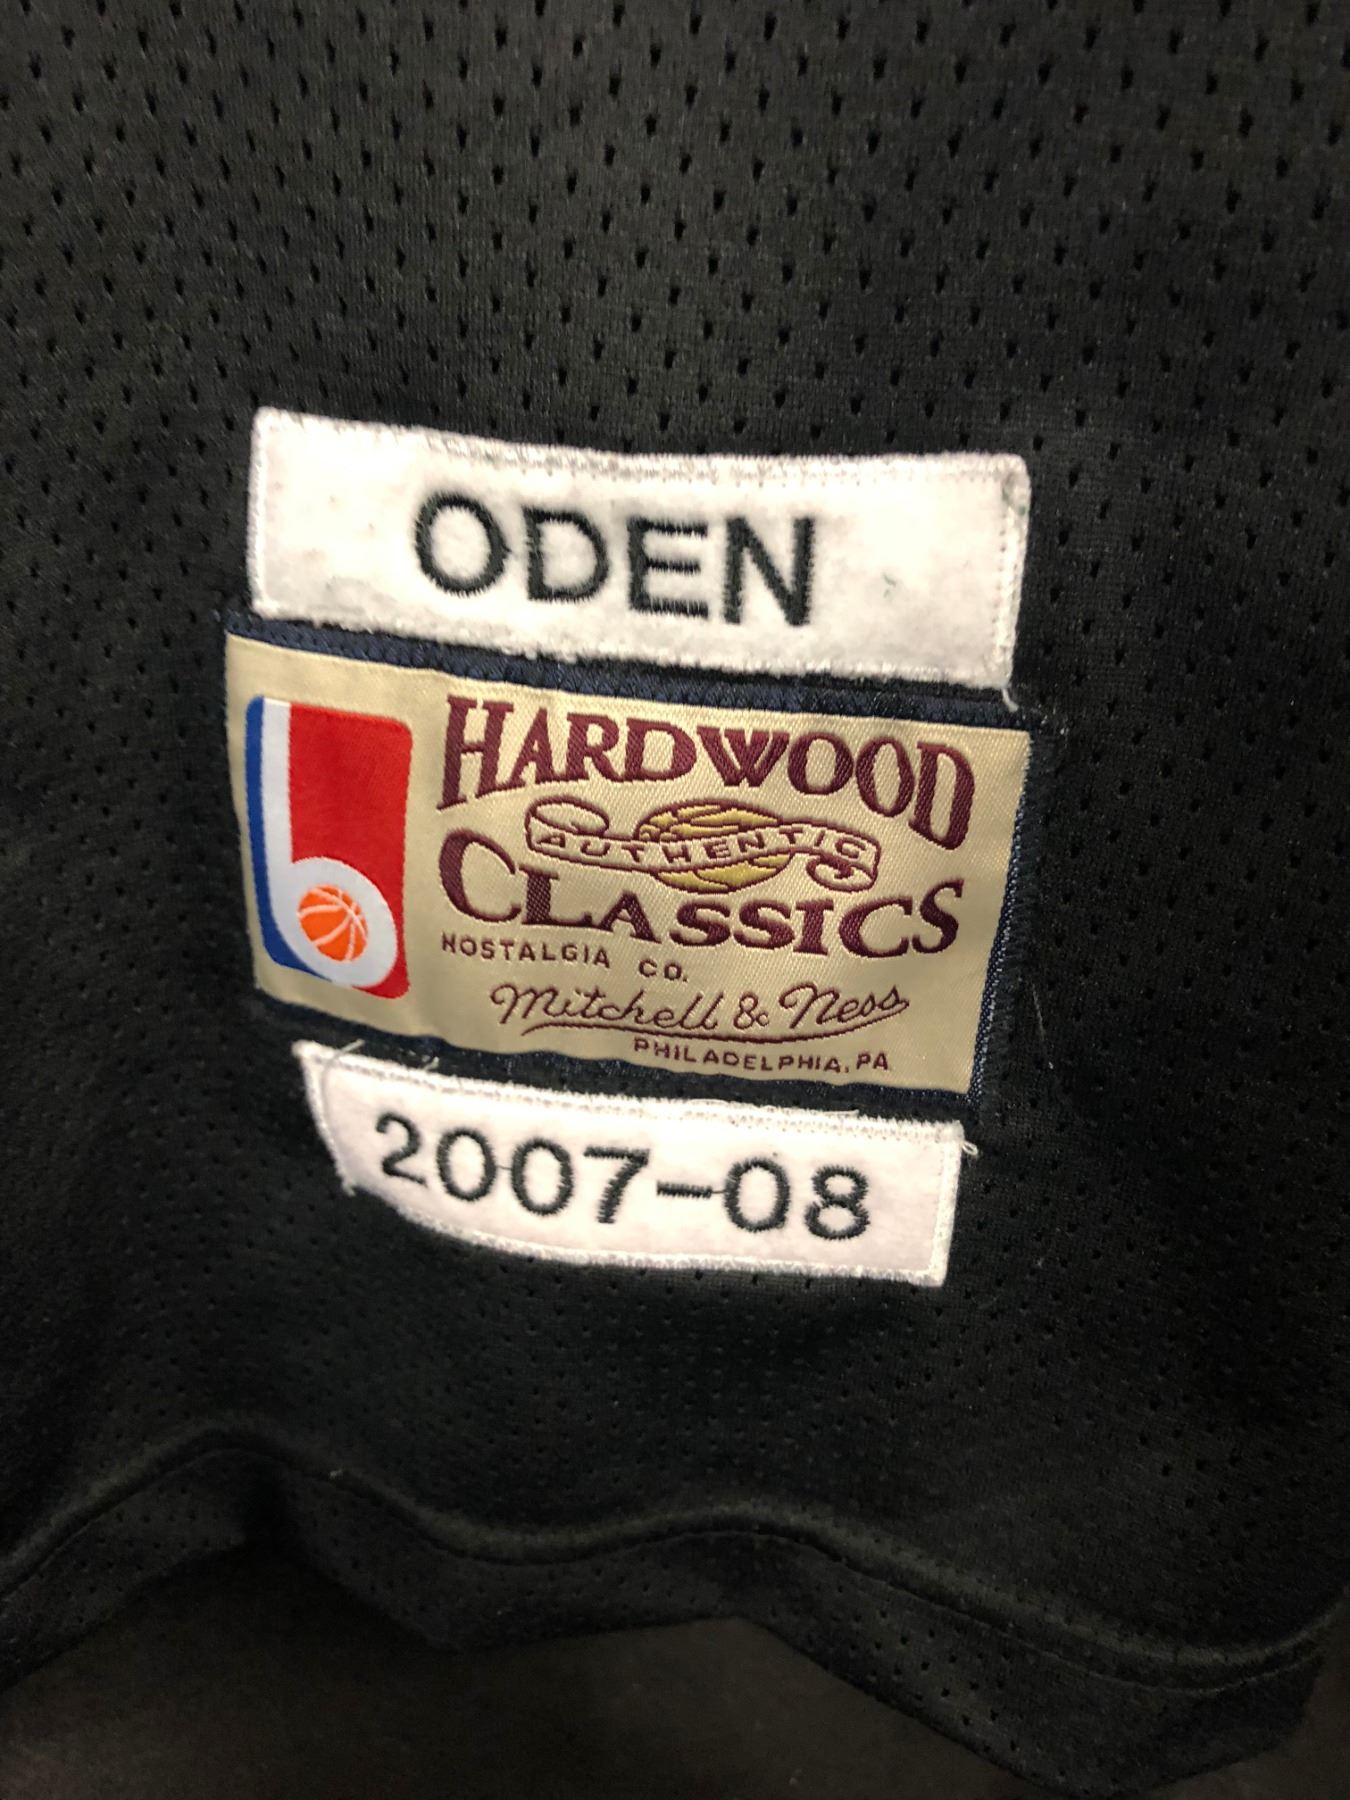 ODEN
HARDWOOD
AUTHENTIC
CLASSICS
NOSTALGIA CO.
Mitchell & Ness
PHILADELPHIA, PA
2007-08